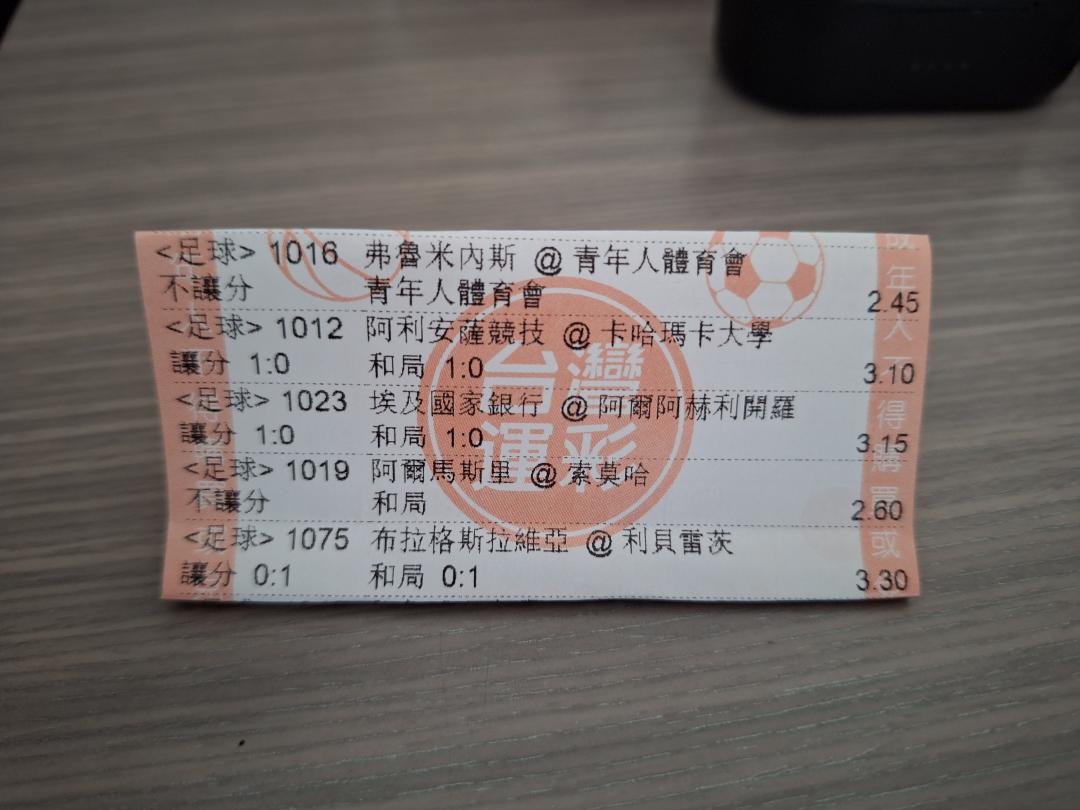 <足球> 1016 弗魯米內斯 @ 青年人體育會
不讓分 青年人體育會 2.45
<足球> 1012 阿利安薩競技 @ 卡哈瑪卡大學
讓分 1:0 和局 1:0 3.10
<足球> 1023 埃及國家銀行 @ 阿爾阿赫利開羅
讓分 1:0 和局 1:0 3.15
<足球> 1019 阿爾馬斯里 @ 索莫哈
不讓分 和局 2.60
<足球> 1075 布拉格斯拉維亞 @ 利貝雷茨
讓分 0:1 和局 0:1 3.30
台灣
運彩
年人不得購買或